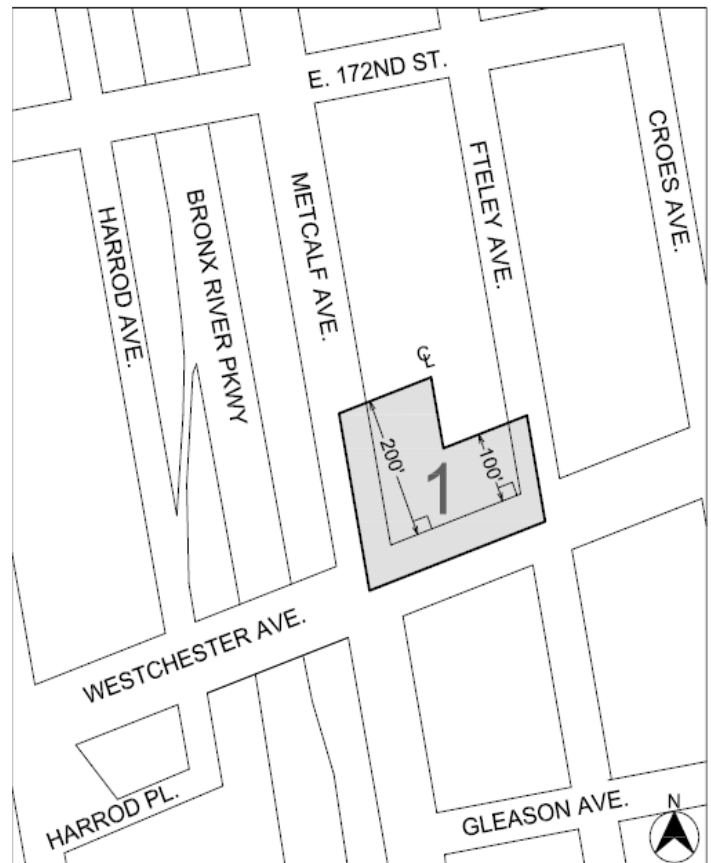 E. 172ND ST.
CROES AVE.
FTELEY AVE.
METCALF AVE.
BRONX RIVER PKWY
HARROD AVE.
℄
200'
100'
1
WESTCHESTER AVE.
HARROD PL.
GLEASON AVE.
N